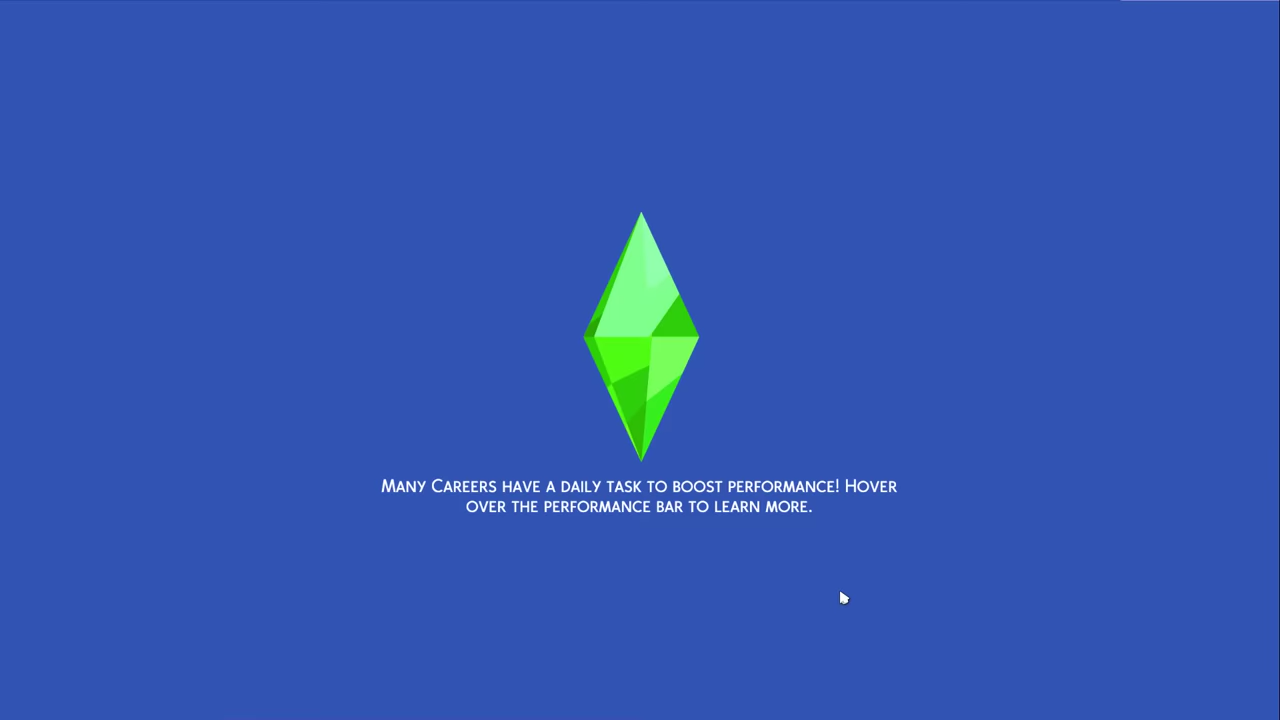 Many Careers have a daily task to boost performance! Hover
over the performance bar to learn more.